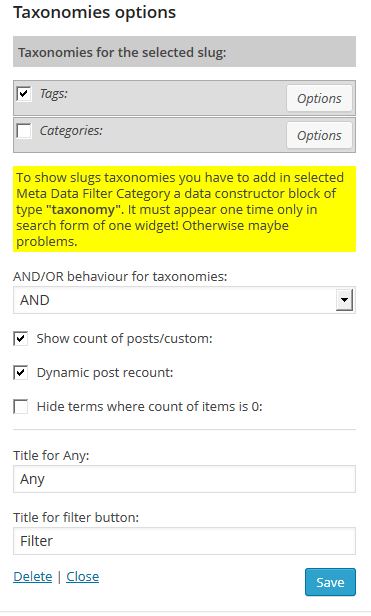 Taxonomies options
Taxonomies for the selected slug:
Tags: Options
Categories: Options
To show slugs taxonomies you have to add in selected
Meta Data Filter Category a data constructor block of
type "taxonomy". It must appear one time only in
search form of one widget! Otherwise maybe
problems.
AND/OR behaviour for taxonomies:
AND
Show count of posts/custom:
Dynamic post recount:
Hide terms where count of items is 0:
Title for Any:
Any
Title for filter button:
Filter
Delete | Close Save